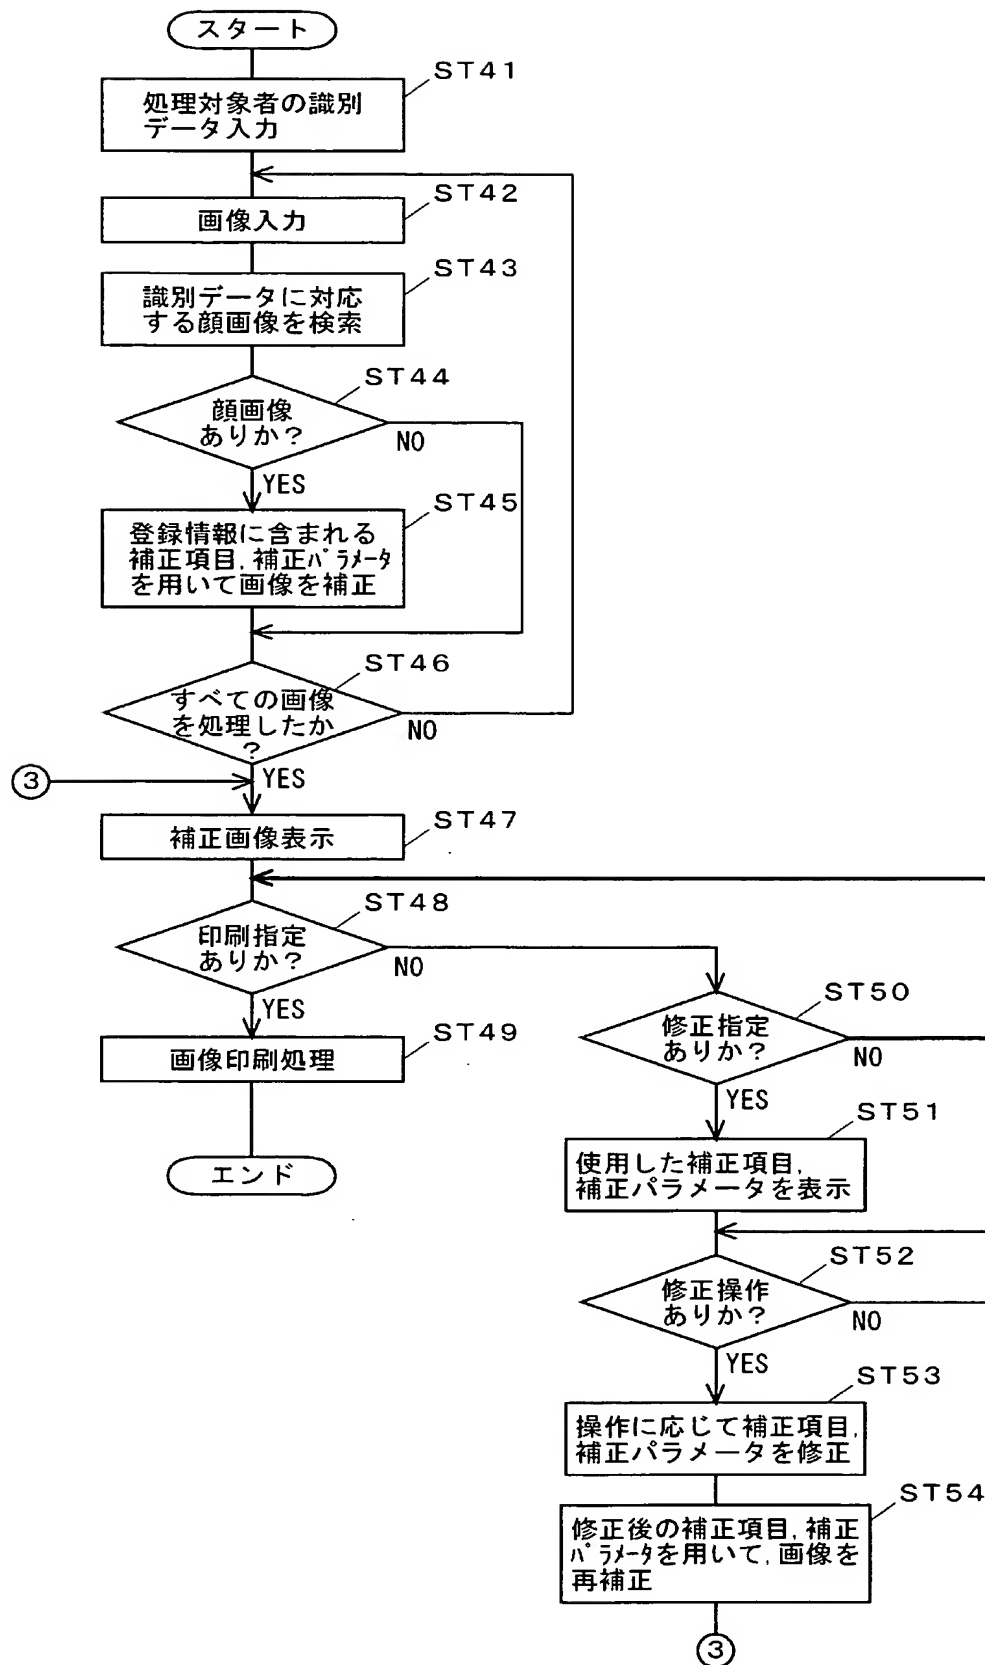 スタート
ST41
処理対象者の識別
データ入力
ST42
画像入力
ST43
識別データに対応
する顔画像を検索
ST44
顔画像
ありか?
NO
YES
ST45
登録情報に含まれる
補正項目,補正パラメータ
を用いて画像を補正
ST46
すべての画像
を処理したか
?
NO
YES
③
ST47
補正画像表示
ST48
印刷指定
ありか?
NO
YES
ST49
画像印刷処理
エンド
ST50
修正指定
ありか?
NO
YES
ST51
使用した補正項目,
補正パラメータを表示
ST52
修正操作
ありか?
NO
YES
ST53
操作に応じて補正項目,
補正パラメータを修正
ST54
修正後の補正項目,補正
パラメータを用いて,画像を
再補正
③